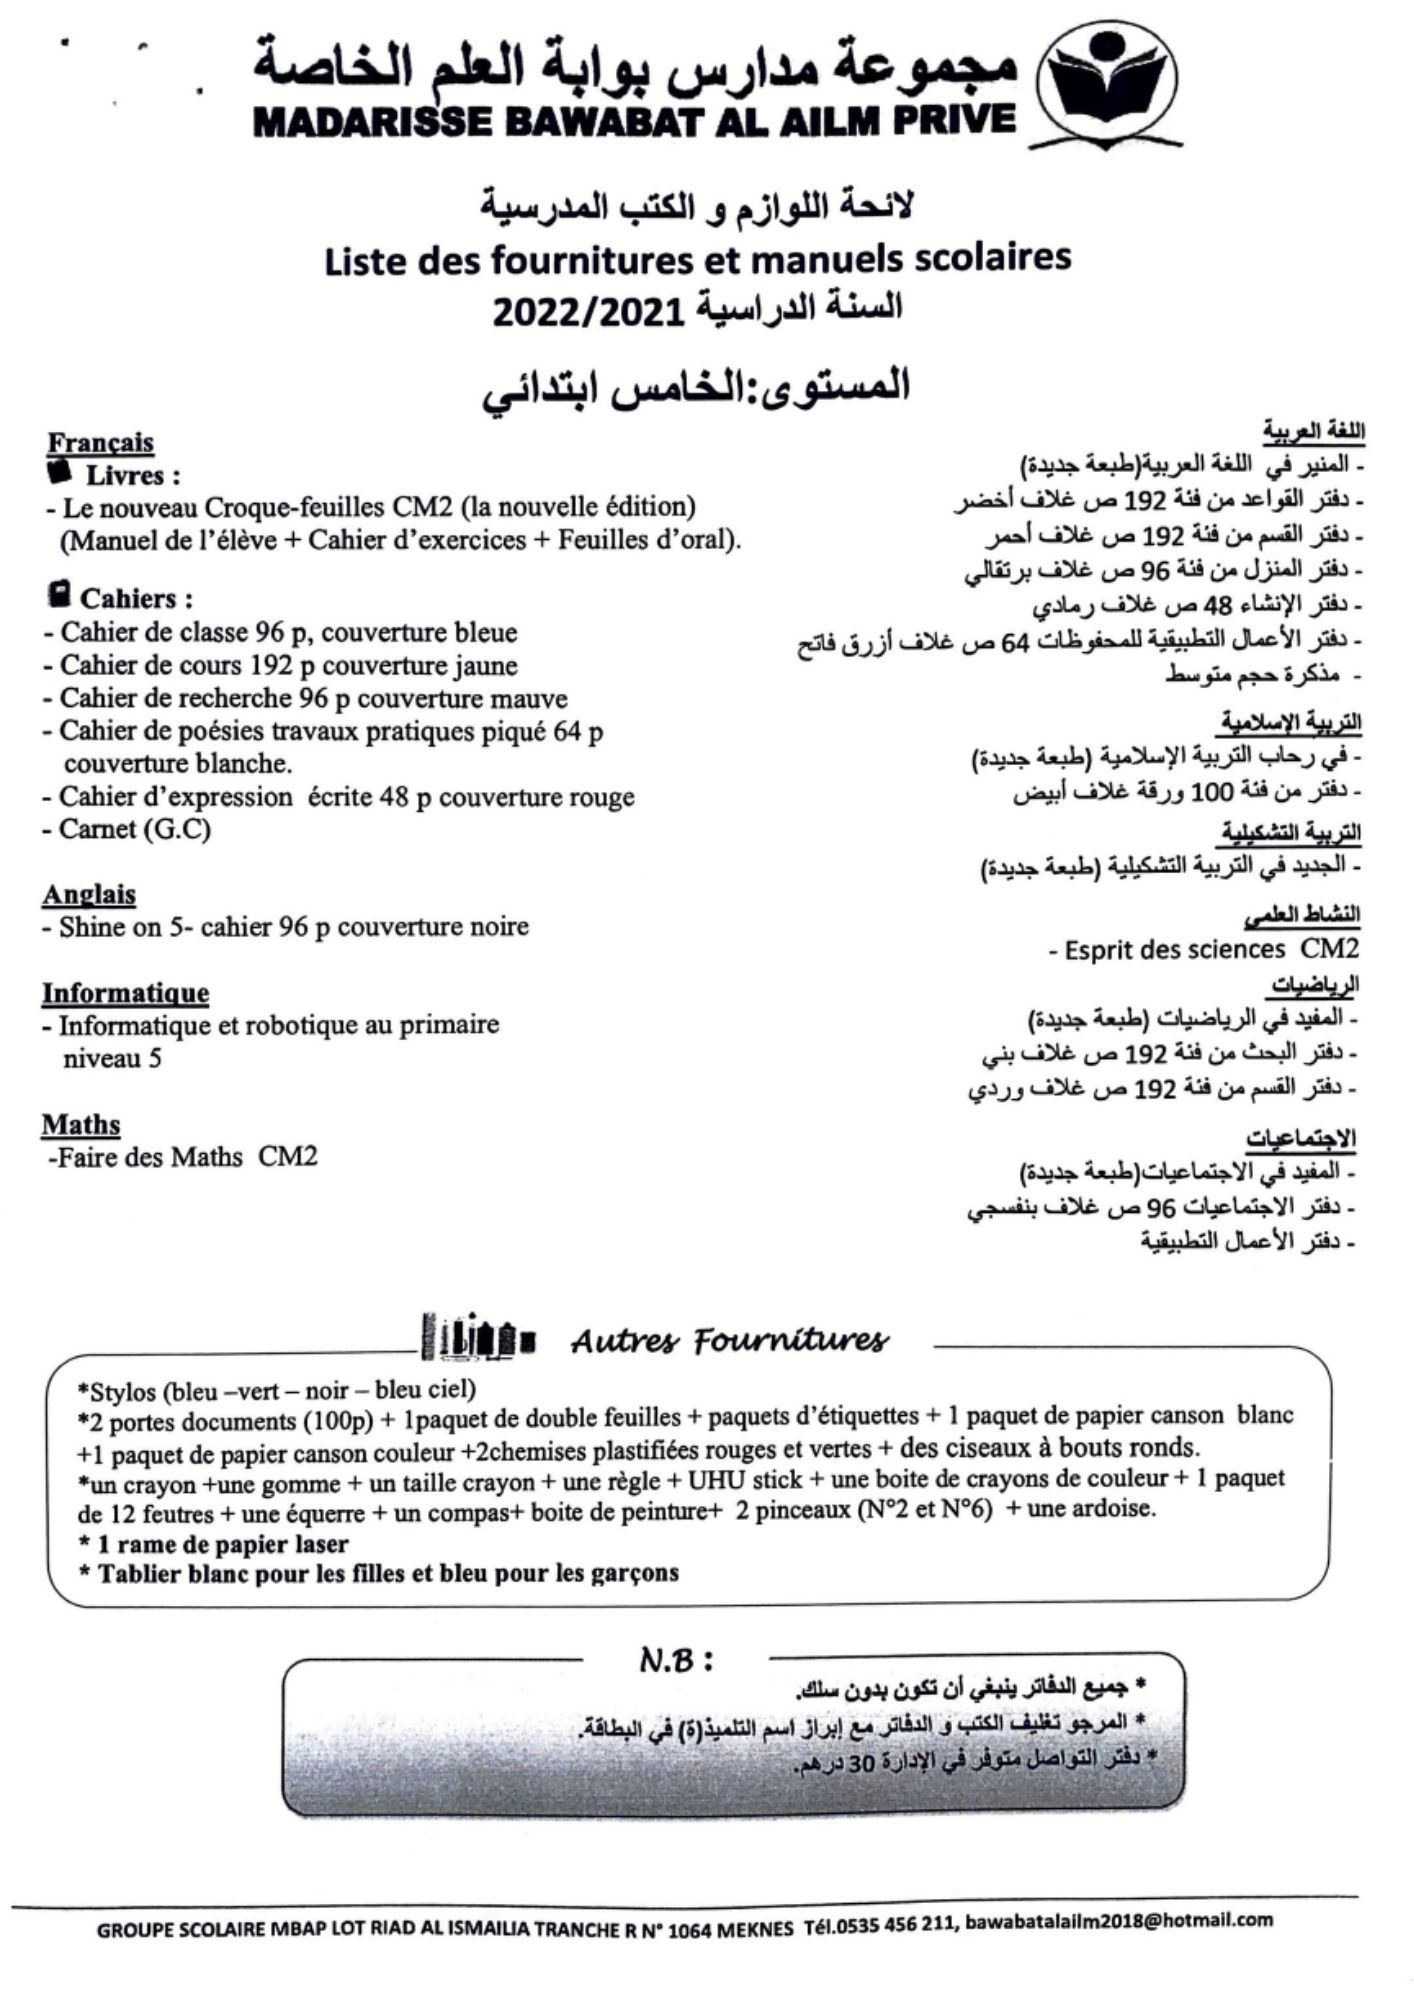 مجموعة مدارس بوابة العلم الخاصة
MADARISSE BAWABAT AL AILM PRIVE
لائحة اللوازم و الكتب المدرسية
Liste des fournitures et manuels scolaires
السنة الدراسية 2022/2021
المستوى:الخامس ابتدائي
Français
Livres :
- Le nouveau Croque-feuilles CM2 (la nouvelle édition)
(Manuel de l’élève + Cahier d’exercices + Feuilles d’oral).
Cahiers :
- Cahier de classe 96 p, couverture bleue
- Cahier de cours 192 p couverture jaune
- Cahier de recherche 96 p couverture mauve
- Cahier de poésies travaux pratiques piqué 64 p
couverture blanche.
- Cahier d’expression écrite 48 p couverture rouge
- Carnet (G.C)
Anglais
- Shine on 5- cahier 96 p couverture noire
Informatique
- Informatique et robotique au primaire
niveau 5
Maths
-Faire des Maths CM2
اللغة العربية
- المنير في اللغة العربية(طبعة جديدة)
- دفتر القواعد من فئة 192 ص غلاف أخضر
- دفتر القسم من فئة 192 ص غلاف أحمر
- دفتر المنزل من فئة 96 ص غلاف برتقالي
- دفتر الإنشاء 48 ص غلاف رمادي
- دفتر الأعمال التطبيقية للمحفوظات 64 ص غلاف أزرق فاتح
- مذكرة حجم متوسط
التربية الإسلامية
- في رحاب التربية الإسلامية (طبعة جديدة)
- دفتر من فئة 100 ورقة غلاف أبيض
التربية التشكيلية
- الجديد في التربية التشكيلية (طبعة جديدة)
النشاط العلمي
- Esprit des sciences CM2
الرياضيات
- المفيد في الرياضيات (طبعة جديدة)
- دفتر البحث من فئة 192 ص غلاف بني
- دفتر القسم من فئة 192 ص غلاف وردي
الاجتماعيات
- المفيد في الاجتماعيات(طبعة جديدة)
- دفتر الاجتماعيات 96 ص غلاف بنفسجي
- دفتر الأعمال التطبيقية
Autres Fournitures
*Stylos (bleu –vert – noir – bleu ciel)
*2 portes documents (100p) + 1paquet de double feuilles + paquets d’étiquettes + 1 paquet de papier canson blanc
+1 paquet de papier canson couleur +2chemises plastifiées rouges et vertes + des ciseaux à bouts ronds.
*un crayon +une gomme + un taille crayon + une règle + UHU stick + une boite de crayons de couleur + 1 paquet
de 12 feutres + une équerre + un compas+ boite de peinture+ 2 pinceaux (N°2 et N°6) + une ardoise.
* 1 rame de papier laser
* Tablier blanc pour les filles et bleu pour les garçons
N.B :
* جميع الدفاتر ينبغي أن تكون بدون سلك.
* المرجو تغليف الكتب و الدفاتر مع إبراز اسم التلميذ(ة) في البطاقة.
* دفتر التواصل متوفر في الإدارة 30 درهم.
GROUPE SCOLAIRE MBAP LOT RIAD AL ISMAILIA TRANCHE R N° 1064 MEKNES Tél.0535 456 211, bawabatalailm2018@hotmail.com